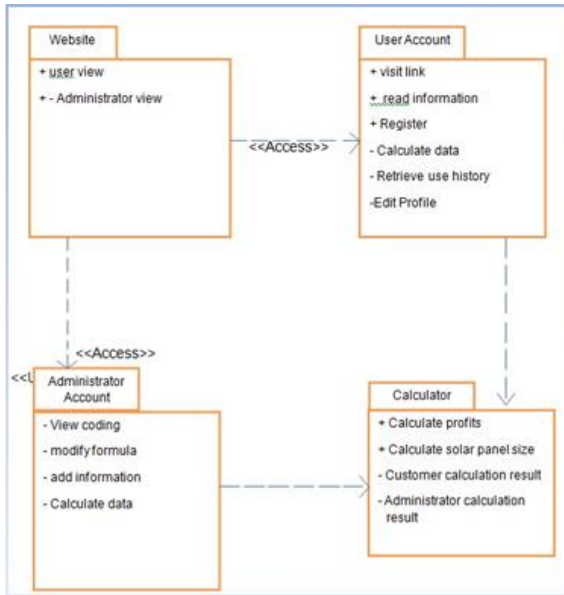 Website
+ user view
+ - Administrator view
User Account
+ visit link
+ read information
+ Register
- Calculate data
- Retrieve use history
-Edit Profile
<<Access>>
<<Access>>
Administrator
Account
- View coding
- modify formula
- add information
- Calculate data
Calculator
+ Calculate profits
+ Calculate solar panel size
- Customer calculation result
- Administrator calculation
result